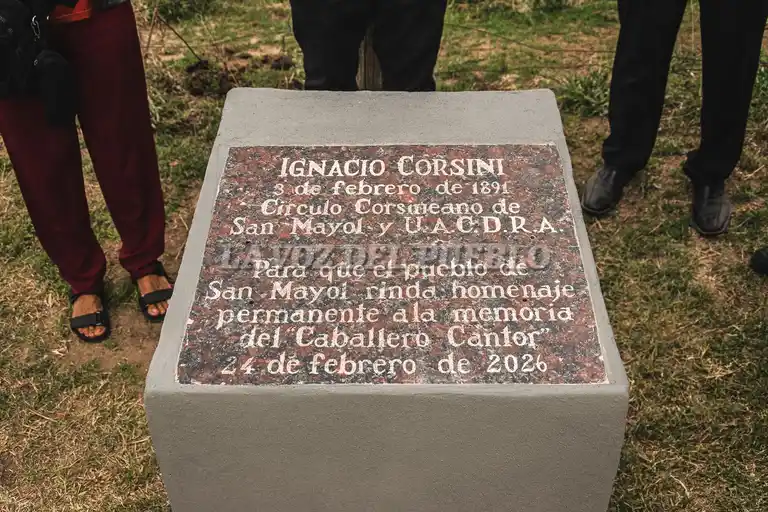 IGNACIO CORSINI
3 de febrero de 1891
Círculo Corsineano de
San Mayol y U.A.C.D.R.A.
LA VOZ DEL PUEBLO
Para que el pueblo de
San Mayol rinda homenaje
permanente a la memoria
del "Caballero Cantor"
24 de febrero de 2026